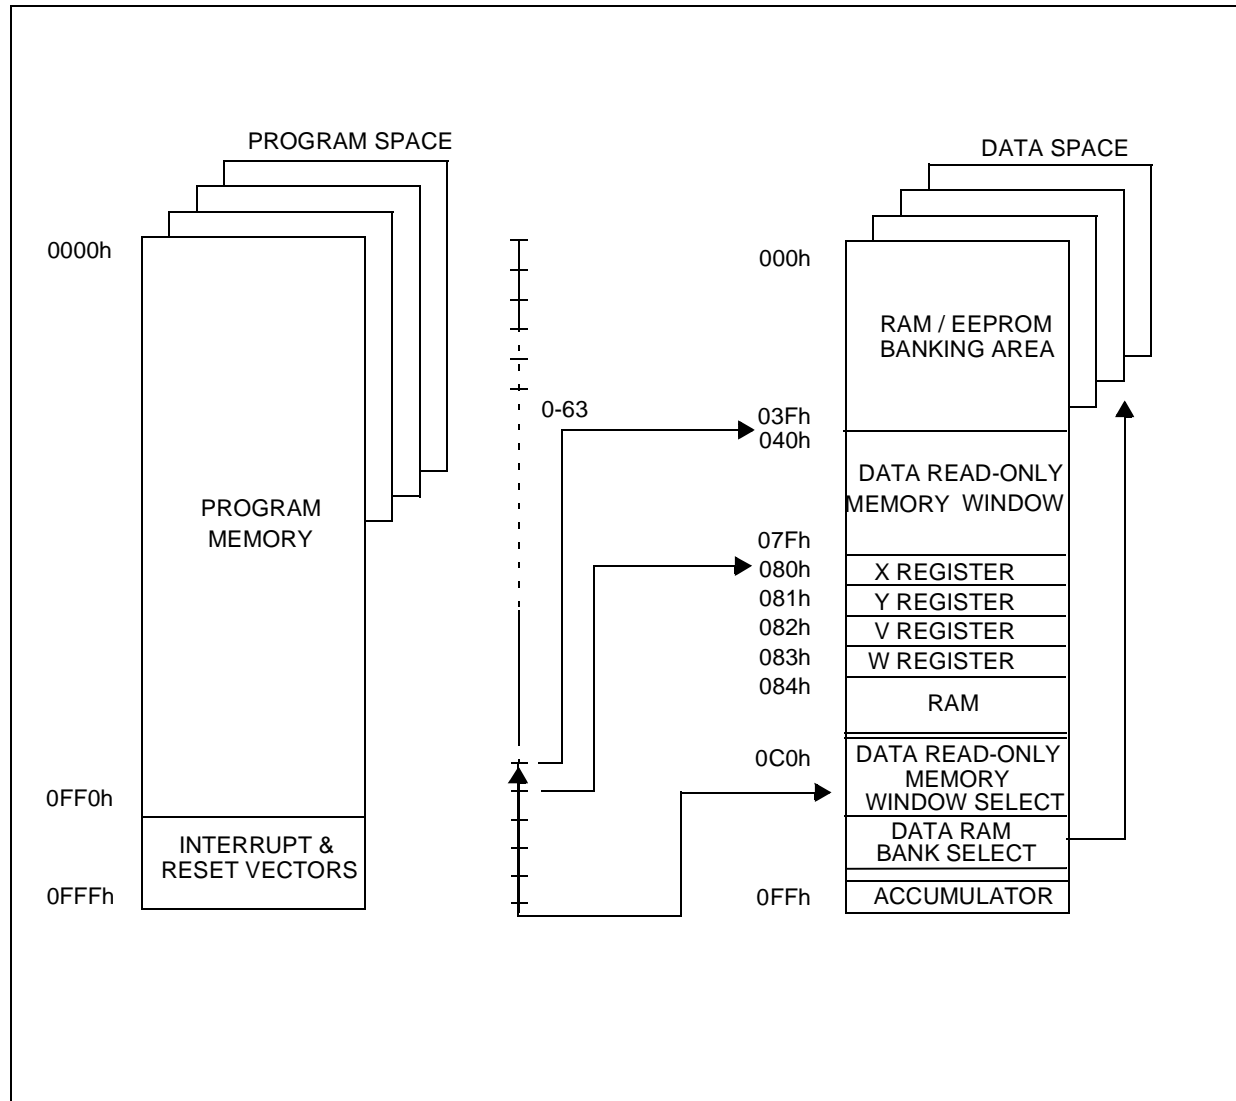 PROGRAM SPACE
0000h
PROGRAM
MEMORY
0FF0h
INTERRUPT &
RESET VECTORS
0FFFh
0-63
DATA SPACE
000h
RAM / EEPROM
BANKING AREA
03Fh
040h
DATA READ-ONLY
MEMORY WINDOW
07Fh
080h
X REGISTER
081h
Y REGISTER
082h
V REGISTER
083h
W REGISTER
084h
RAM
0C0h
DATA READ-ONLY
MEMORY
WINDOW SELECT
DATA RAM
BANK SELECT
0FFh
ACCUMULATOR